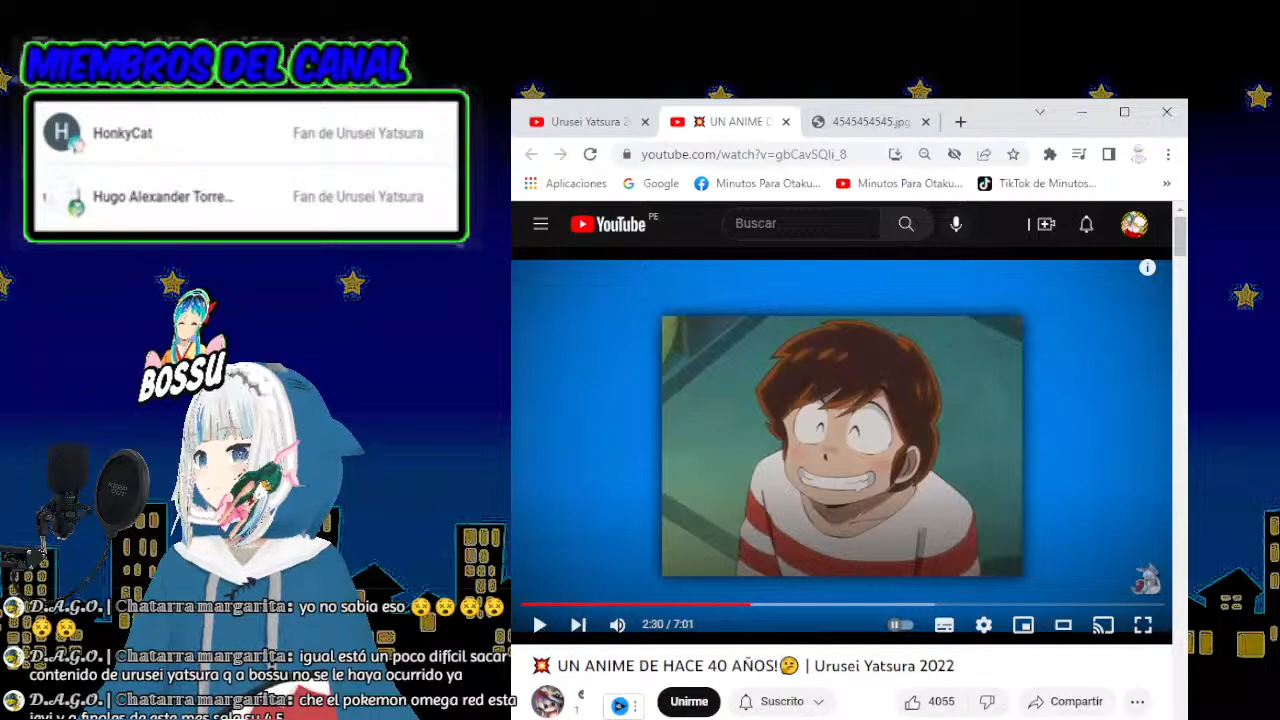 MIEMBROS DEL CANAL
H HonkyCat Fan de Urusei Yatsura
Hugo Alexander Torre... Fan de Urusei Yatsura
BOSSU
KEEP OUT
D.A.G.O. | Chatarra margarita: yo no sabia eso 😵 😵 😵 😵
😵 😵
D.A.G.O. | Chatarra margarita: igual está un poco difícil sacar
contenido de urusei yatsura q a bossu no se le haya ocurrido ya
D.A.G.O. | Chatarra margarita: che el pokemon omega red esta
Urusei Yatsura 2
💥 UN ANIME D
4545454545.jpg
youtube.com/watch?v=gbCavSQIi_8
Aplicaciones
Google
Minutos Para Otaku...
Minutos Para Otaku...
TikTok de Minutos...
»
YouTube PE
Buscar
2:30 / 7:01
💥 UN ANIME DE HACE 40 AÑOS!🤔 | Urusei Yatsura 2022
Unirme
Suscrito
4055
Compartir